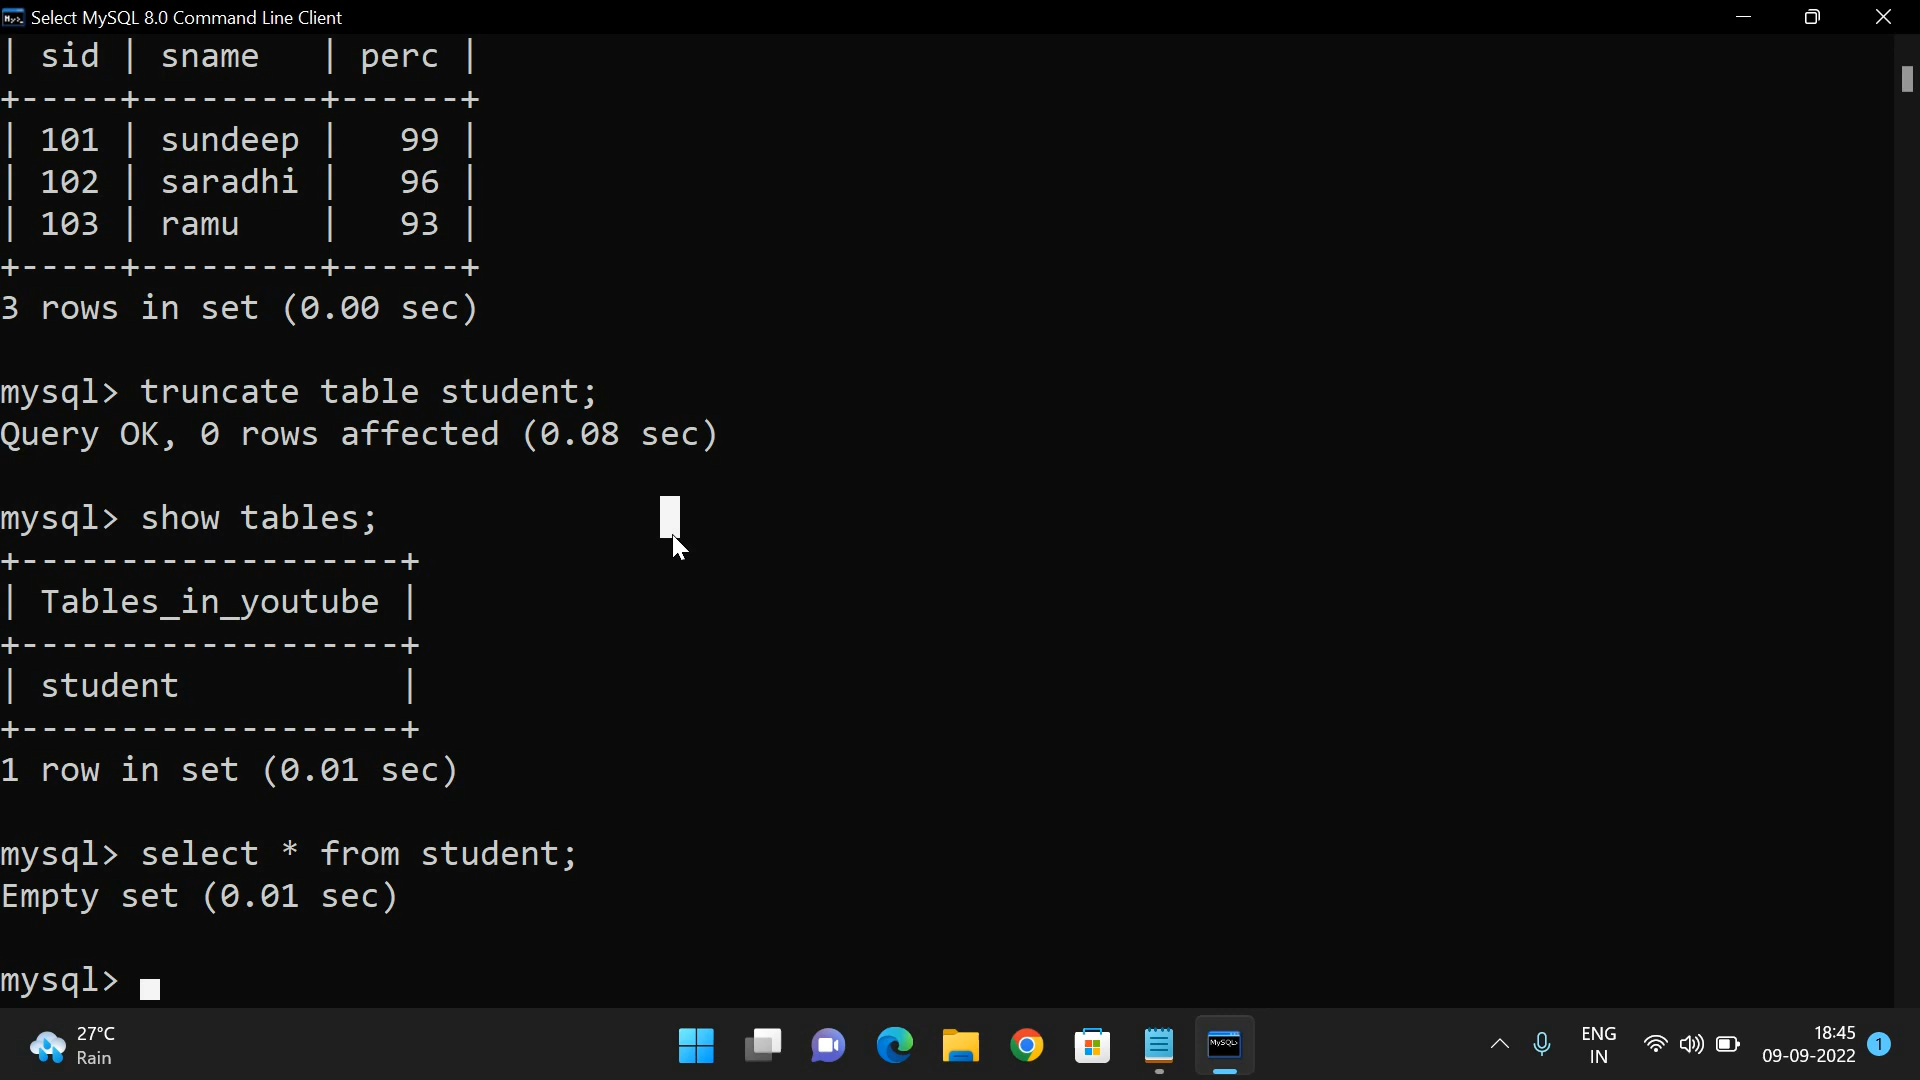 Select MySQL 8.0 Command Line Client
| sid | sname   | perc |
+-----+---------+------+
| 101 | sundeep |   99 |
| 102 | saradhi |   96 |
| 103 | ramu    |   93 |
+-----+---------+------+
3 rows in set (0.00 sec)
mysql> truncate table student;
Query OK, 0 rows affected (0.08 sec)
mysql> show tables;
+-------------------+
| Tables_in_youtube |
+-------------------+
| student           |
+-------------------+
1 row in set (0.01 sec)
mysql> select * from student;
Empty set (0.01 sec)
mysql>
27°C
Rain
MySQL>
ENG
IN
18:45
09-09-2022
1